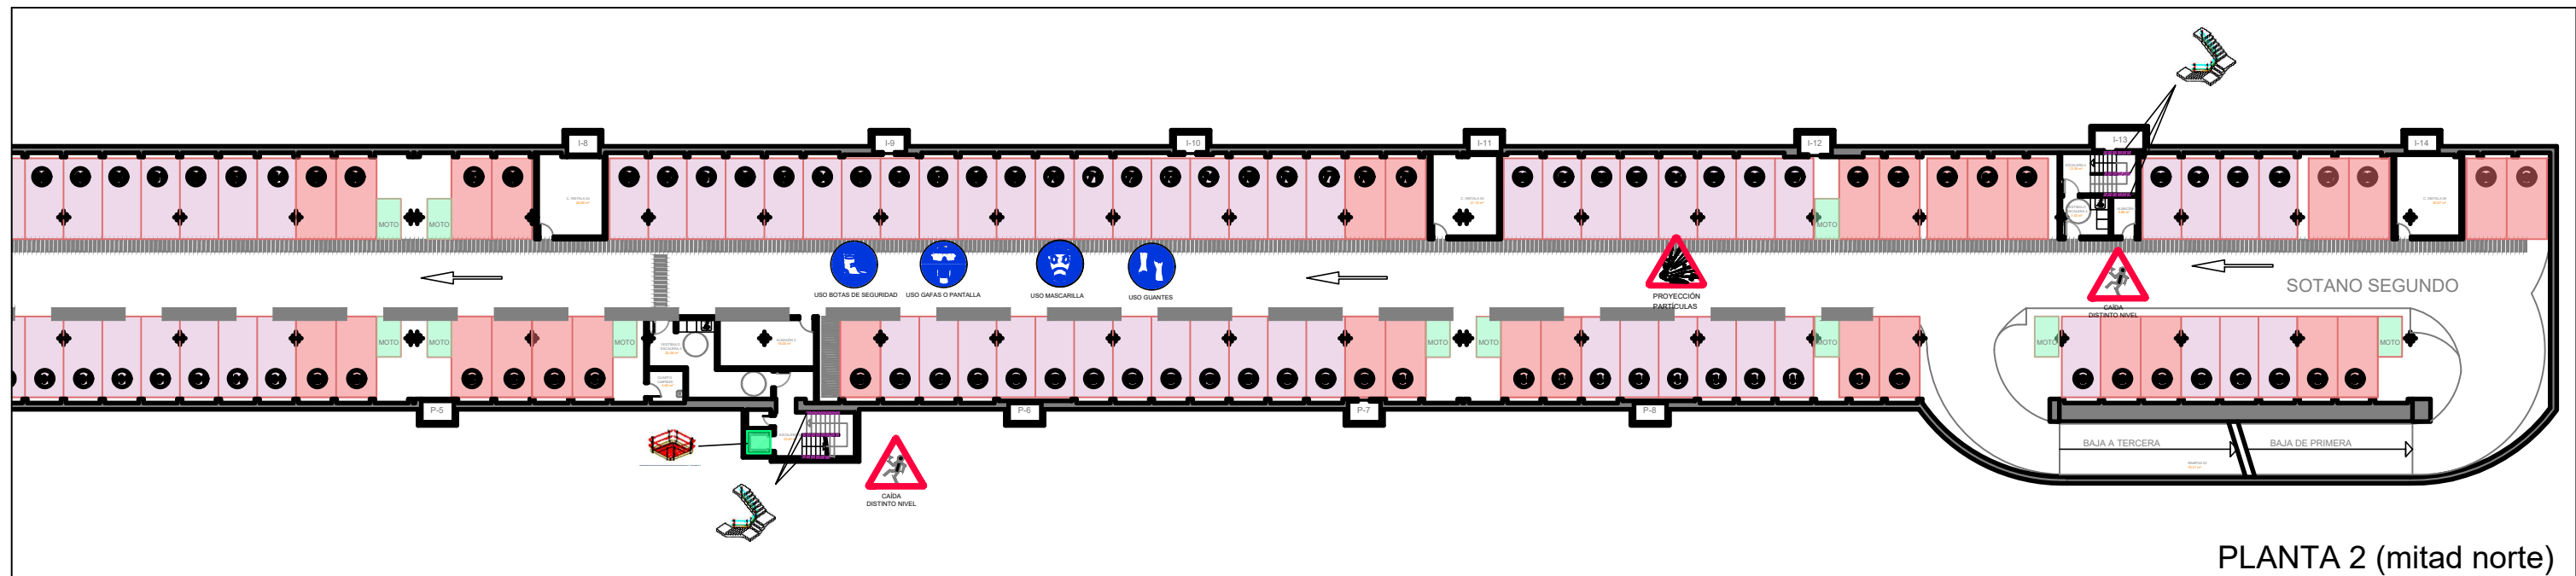 I-8
I-9
I-10
I-11
I-12
I-13
I-14
MOTO
MOTO
MOTO
USO BOTAS DE SEGURIDAD
USO GAFAS O PANTALLA
USO MASCARILLA
USO GUANTES
PROYECCIÓN
PARTÍCULAS
CAÍDA
DISTINTO NIVEL
SOTANO SEGUNDO
MOTO
MOTO
MOTO
MOTO
MOTO
MOTO
MOTO
MOTO
P-5
P-6
P-7
P-8
BAJA A TERCERA
BAJA DE PRIMERA
CAÍDA
DISTINTO NIVEL
PLANTA 2 (mitad norte)